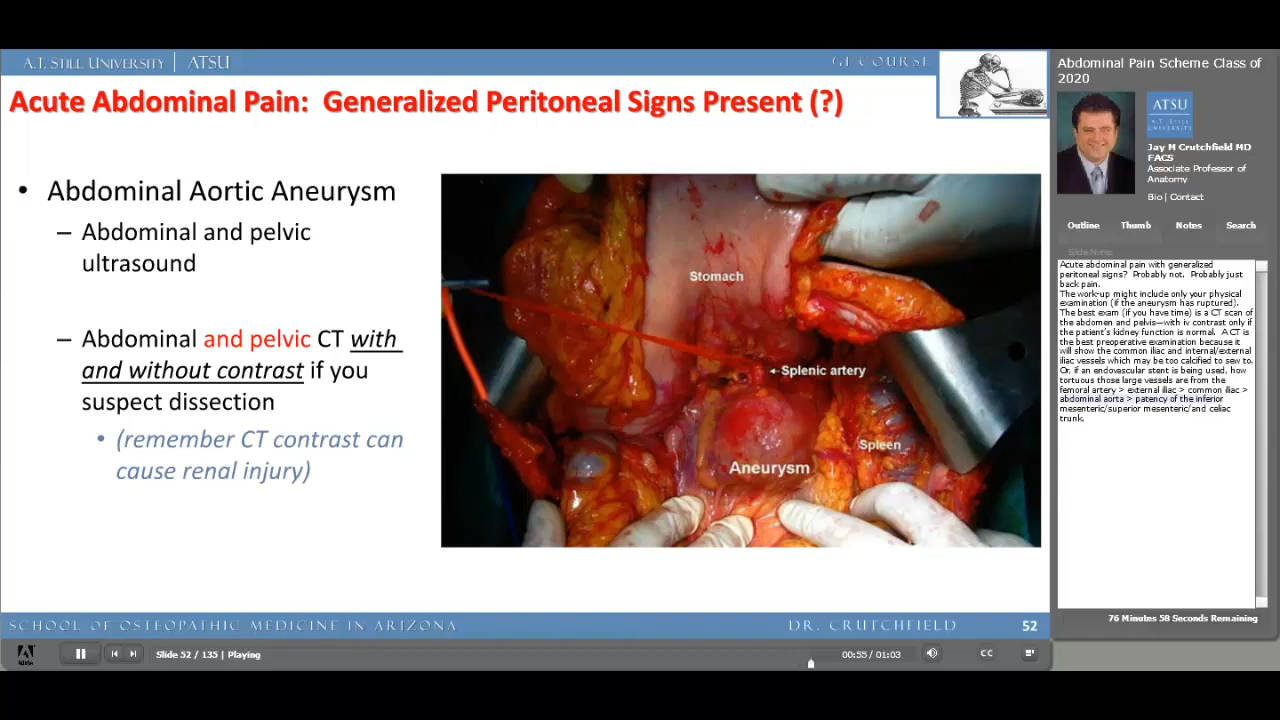 A.T. STILL UNIVERSITY | ATSU
GI COURSE
Acute Abdominal Pain: Generalized Peritoneal Signs Present (?)
• Abdominal Aortic Aneurysm
– Abdominal and pelvic
ultrasound
– Abdominal and pelvic CT with
and without contrast if you
suspect dissection
• (remember CT contrast can
cause renal injury)
Stomach
Splenic artery
Spleen
Aneurysm
SCHOOL OF OSTEOPATHIC MEDICINE IN ARIZONA
DR. CRUTCHFIELD
52
Slide 52 / 135 | Playing
00:55 / 01:03
CC
Abdominal Pain Scheme Class of
2020
ATSU
A.T. STILL
UNIVERSITY
Jay M Crutchfield MD
FACS
Associate Professor of
Anatomy
Bio | Contact
Outline
Thumb
Notes
Search
Slide Notes
Acute abdominal pain with generalized
peritoneal signs? Probably not. Probably just
back pain.
The work-up might include only your physical
examination (if the aneurysm has ruptured).
The best exam (if you have time) is a CT scan of
the abdomen and pelvis—with iv contrast only if
the patient's kidney function is normal. A CT is
the best preoperative examination because it
will show the common iliac and internal/external
iliac vessels which may be too calcified to sew to.
Or, if an endovascular stent is being used, how
tortuous those large vessels are from the
femoral artery > external iliac > common iliac >
abdominal aorta > patency of the inferior
mesenteric/superior mesenteric/and celiac
trunk.
76 Minutes 58 Seconds Remaining